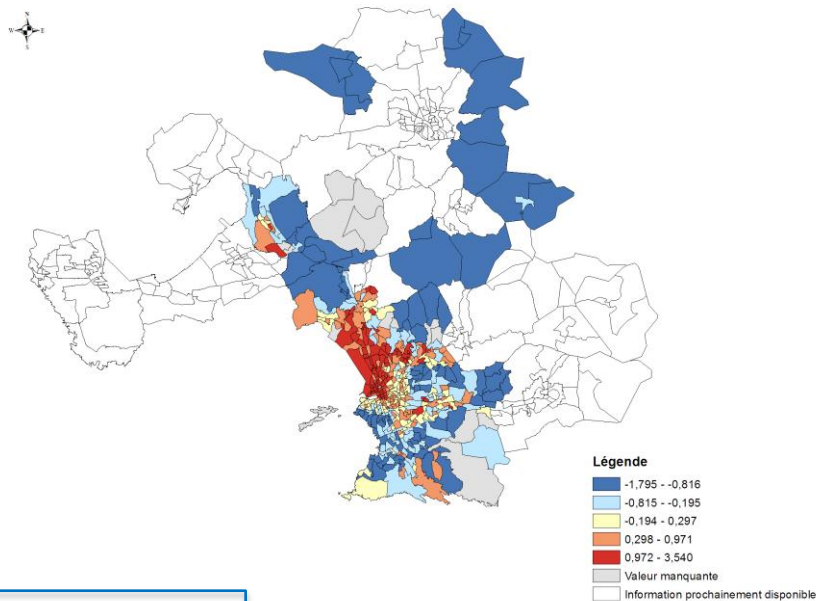 N
W E
S
Légende
-1,795 - -0,816
-0,815 - -0,195
-0,194 - 0,297
0,298 - 0,971
0,972 - 3,540
Valeur manquante
Information prochainement disponible